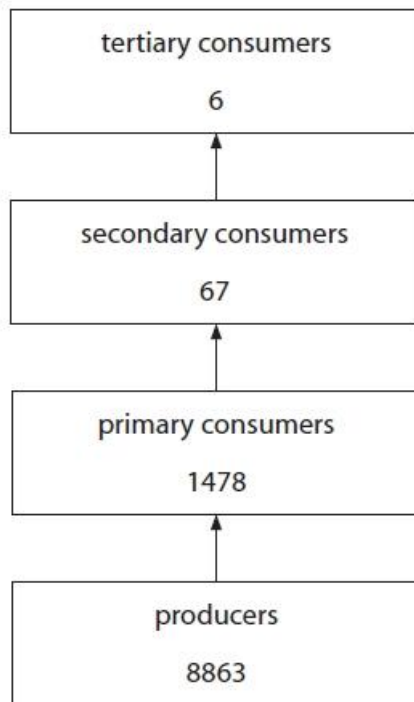 tertiary consumers
6
secondary consumers
67
primary consumers
1478
producers
8863